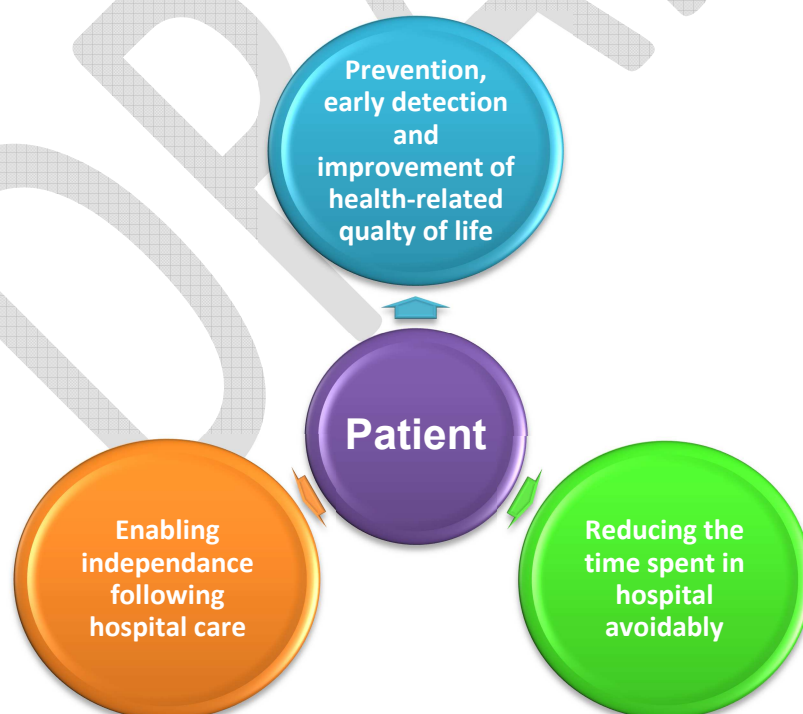 Prevention,
early detection
and
improvement of
health-related
qualty of life
Patient
Enabling
independance
following
hospital care
Reducing the
time spent in
hospital
avoidably